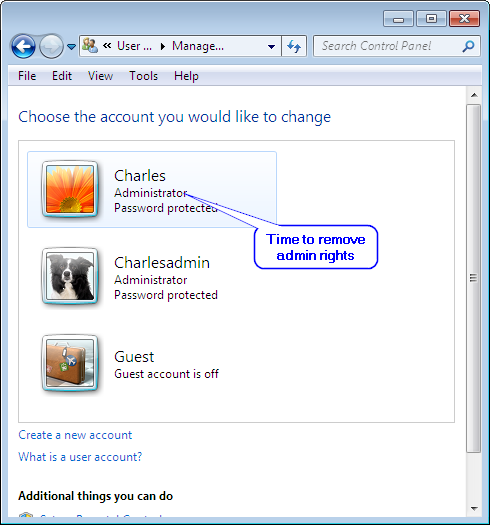 « User ... ▸ Manage...
Search Control Panel
File Edit View Tools Help
Choose the account you would like to change
Charles
Administrator
Password protected
Time to remove
admin rights
Charlesadmin
Administrator
Password protected
Guest
Guest account is off
Create a new account
What is a user account?
Additional things you can do